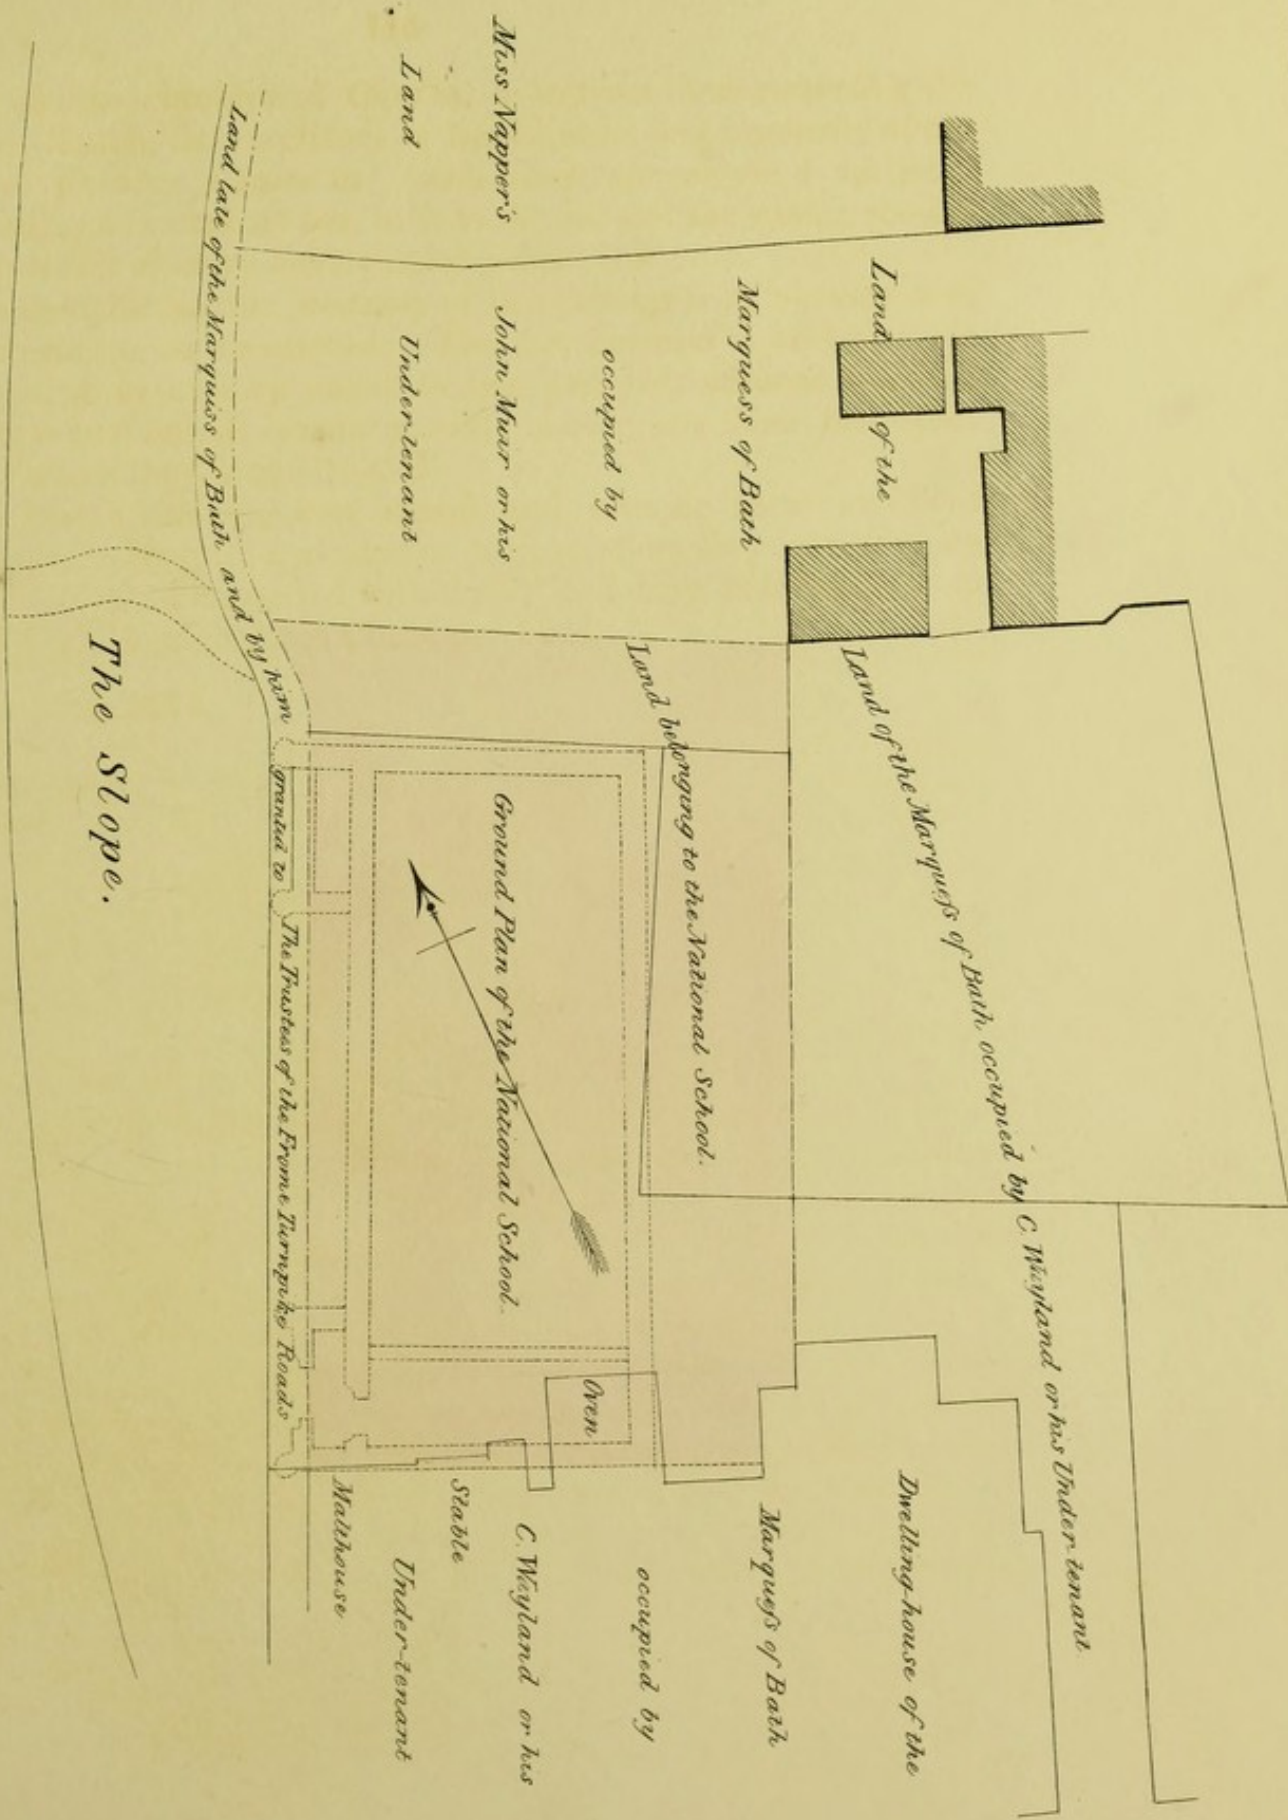 Miss Napper's
Land
Land of the
Marquess of Bath
occupied by
John Muir or his
Under-tenant
Land of the Marqueſs of Bath occupied by C. Wayland or his Under tenant.
Land belonging to the National School.
Ground Plan of the National School.
Oven
Dwelling-house of the
Marqueſs of Bath
occupied by
C. Wayland or his
Under-tenant
Stable
Malthouse
Land late of the Marquiss of Bath and by him granted to The Trustees of the Frome Turnpike Roads
The Slope.